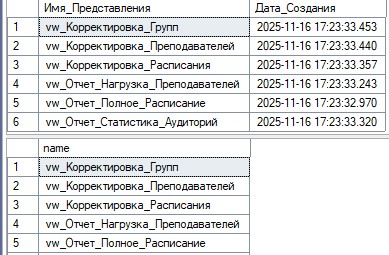 Имя_Представления Дата_Создания
1 vw_Корректировка_Групп 2025-11-16 17:23:33.453
2 vw_Корректировка_Преподавателей 2025-11-16 17:23:33.440
3 vw_Корректировка_Расписания 2025-11-16 17:23:33.357
4 vw_Отчет_Нагрузка_Преподавателей 2025-11-16 17:23:33.243
5 vw_Отчет_Полное_Расписание 2025-11-16 17:23:32.970
6 vw_Отчет_Статистика_Аудиторий 2025-11-16 17:23:33.320
name
1 vw_Корректировка_Групп
2 vw_Корректировка_Преподавателей
3 vw_Корректировка_Расписания
4 vw_Отчет_Нагрузка_Преподавателей
5 vw_Отчет_Полное_Расписание